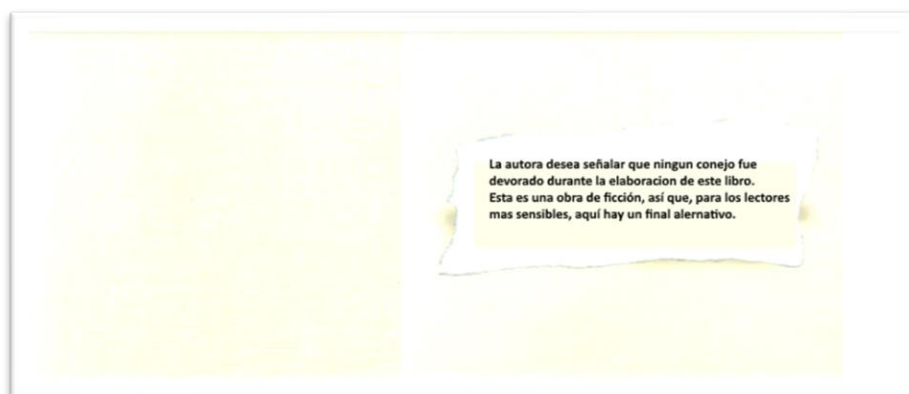 La autora desea señalar que ningun conejo fue
devorado durante la elaboracion de este libro.
Esta es una obra de ficción, así que, para los lectores
mas sensibles, aquí hay un final alernativo.